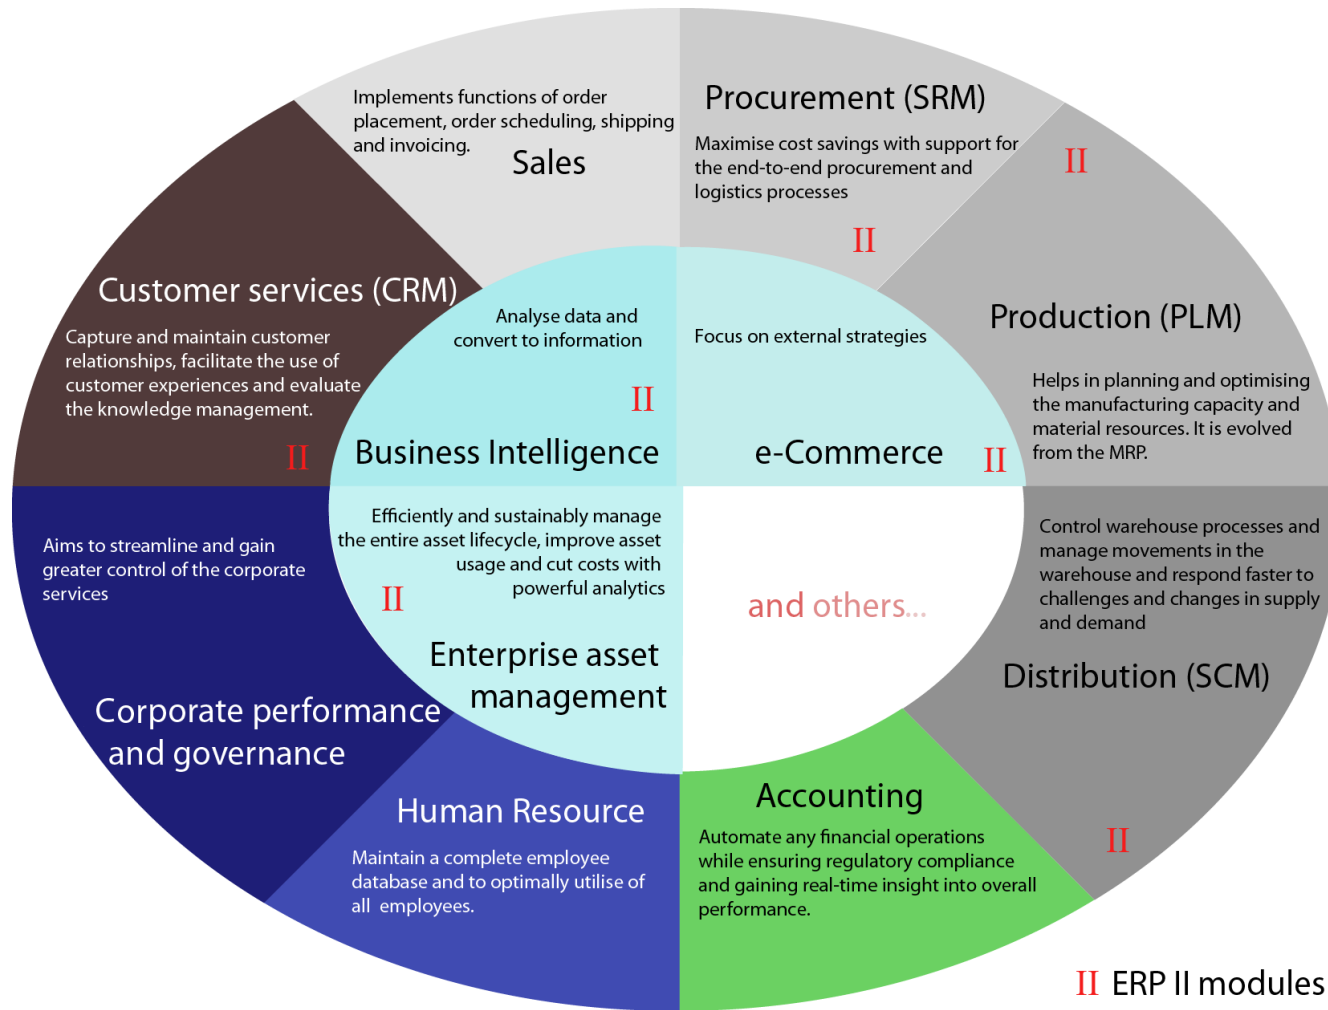 Implements functions of order
placement, order scheduling, shipping
and invoicing.
Sales
Procurement (SRM)
Maximise cost savings with support for
the end-to-end procurement and
logistics processes
II
II
Production (PLM)
Helps in planning and optimising
the manufacturing capacity and
material resources. It is evolved
from the MRP.
Customer services (CRM)
Capture and maintain customer
relationships, facilitate the use of
customer experiences and evaluate
the knowledge management.
II
Analyse data and
convert to information
II
Business Intelligence
Focus on external strategies
e-Commerce
II
Aims to streamline and gain
greater control of the corporate
services
Corporate performance
and governance
Efficiently and sustainably manage
the entire asset lifecycle, improve asset
usage and cut costs with
powerful analytics
II
Enterprise asset
management
and others...
Control warehouse processes and
manage movements in the
warehouse and respond faster to
challenges and changes in supply
and demand
Distribution (SCM)
II
Human Resource
Maintain a complete employee
database and to optimally utilise of
all employees.
Accounting
Automate any financial operations
while ensuring regulatory compliance
and gaining real-time insight into overall
performance.
II ERP II modules